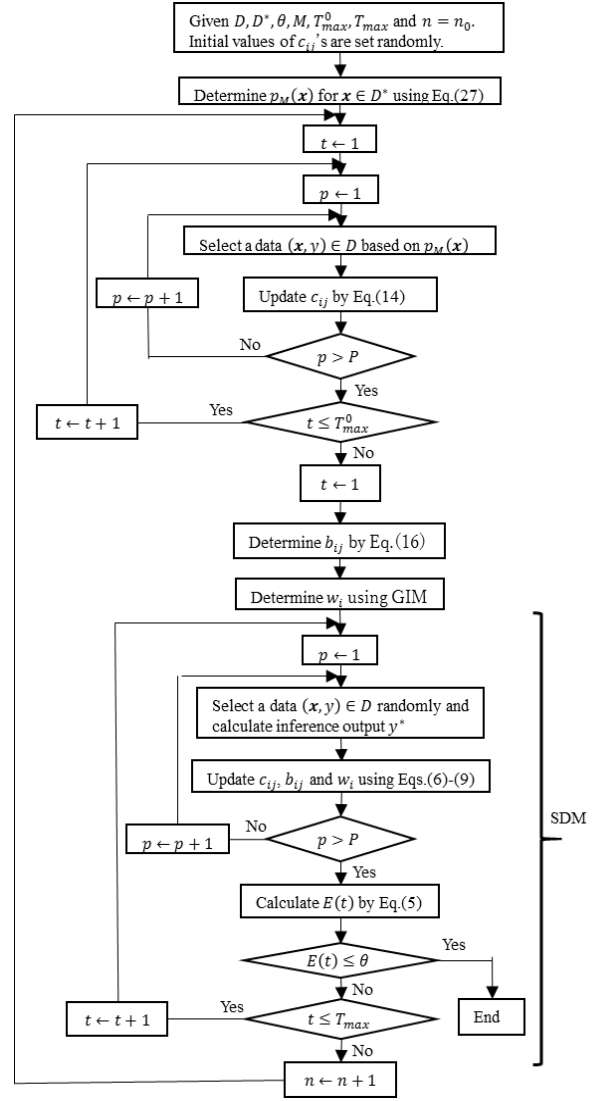 Given D, D*, θ, M, T⁰ₘₐₓ, Tₘₐₓ and n = n₀.
Initial values of cᵢⱼ's are set randomly.
Determine p_M(x) for x ∈ D* using Eq.(27)
t ← 1
p ← 1
Select a data (x, y) ∈ D based on p_M(x)
p ← p + 1
Update cᵢⱼ by Eq.(14)
No
p > P
Yes
t ← t + 1
Yes
t ≤ T⁰ₘₐₓ
No
t ← 1
Determine bᵢⱼ by Eq.(16)
Determine wᵢ using GIM
p ← 1
Select a data (x, y) ∈ D randomly and
calculate inference output y*
Update cᵢⱼ, bᵢⱼ and wᵢ using Eqs.(6)-(9)
SDM
p ← p + 1
No
p > P
Yes
Calculate E(t) by Eq.(5)
E(t) ≤ θ
Yes
No
t ← t + 1
Yes
t ≤ Tₘₐₓ
End
No
n ← n + 1